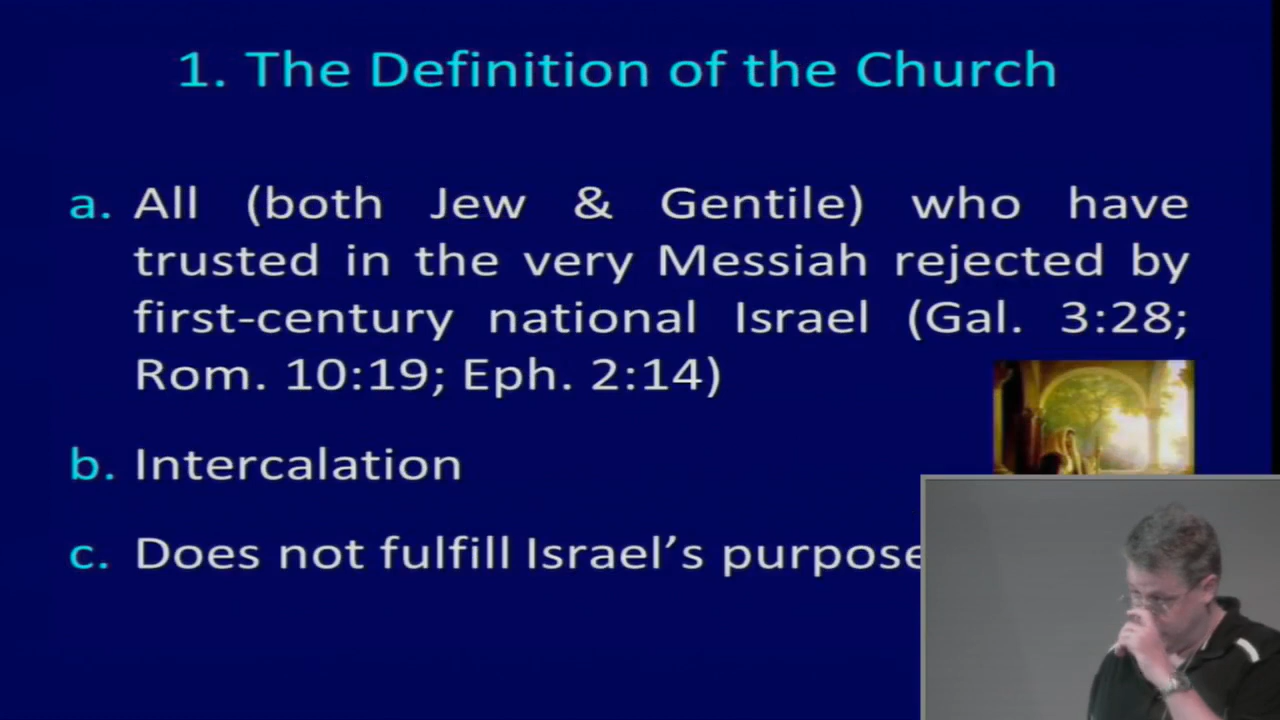 1. The Definition of the Church
a. All (both Jew & Gentile) who have
trusted in the very Messiah rejected by
first-century national Israel (Gal. 3:28;
Rom. 10:19; Eph. 2:14)
b. Intercalation
c. Does not fulfill Israel’s purpose